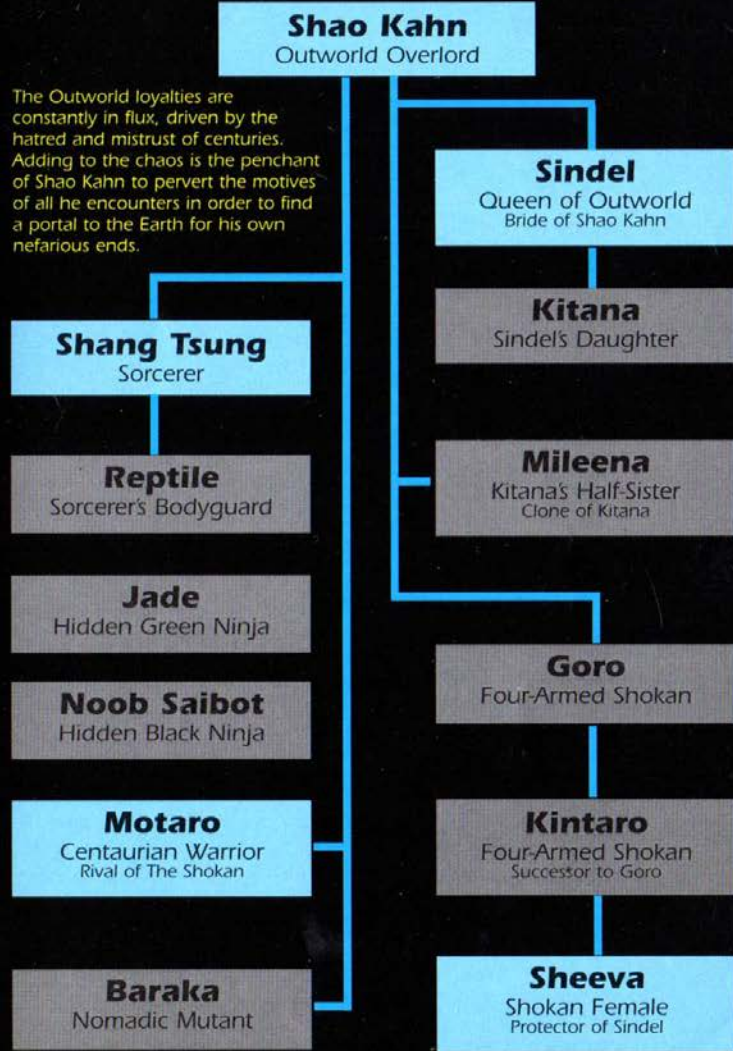 Shao Kahn
Outworld Overlord
The Outworld loyalties are
constantly in flux, driven by the
hatred and mistrust of centuries.
Adding to the chaos is the penchant
of Shao Kahn to pervert the motives
of all he encounters in order to find
a portal to the Earth for his own
nefarious ends.
Sindel
Queen of Outworld
Bride of Shao Kahn
Kitana
Sindel's Daughter
Shang Tsung
Sorcerer
Reptile
Sorcerer's Bodyguard
Mileena
Kitana's Half-Sister
Clone of Kitana
Jade
Hidden Green Ninja
Goro
Four-Armed Shokan
Noob Saibot
Hidden Black Ninja
Motaro
Centaurian Warrior
Rival of The Shokan
Kintaro
Four-Armed Shokan
Successor to Goro
Baraka
Nomadic Mutant
Sheeva
Shokan Female
Protector of Sindel